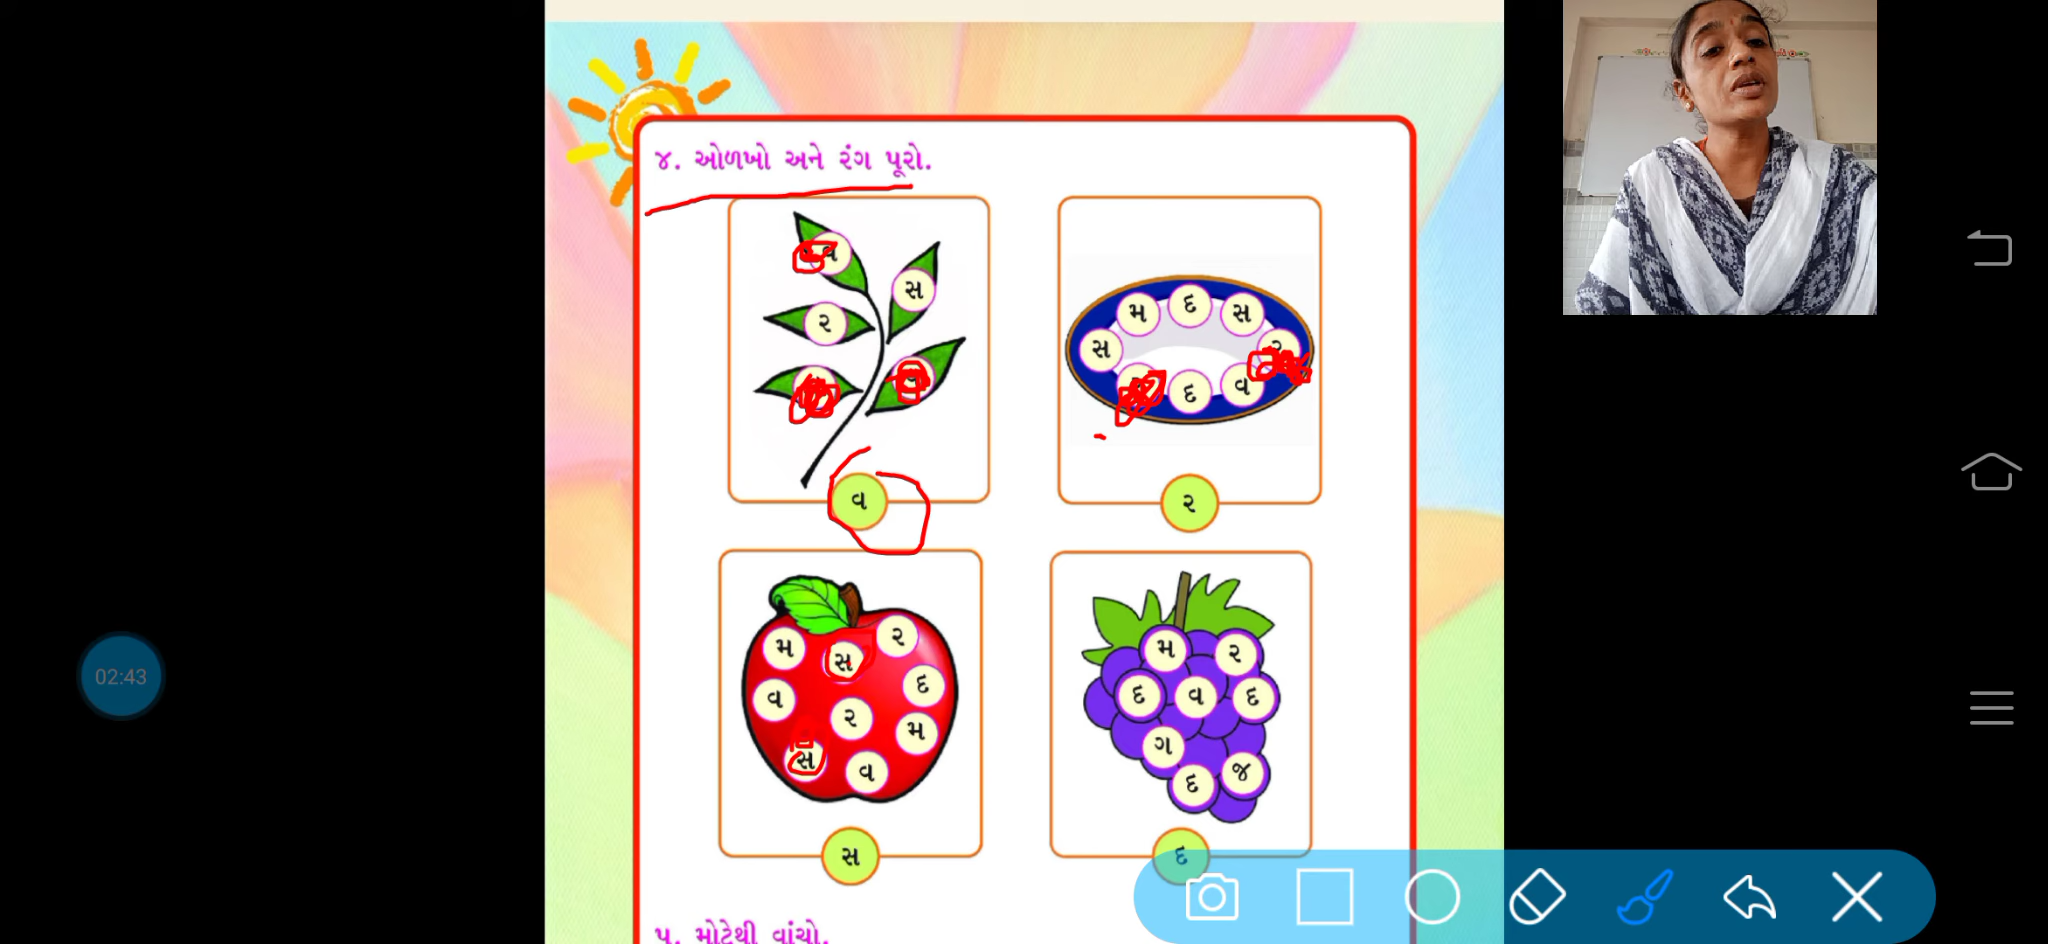 ૪. ઓળખો અને રંગ પૂરો.
વ
સ
ર
વ
મ દ સ
સ
દ વ
ર
મ સ ર
વ ર દ
મ
સ વ
સ
મ ર
દ વ દ
ગ
દ જ
દ
૫. મોટેથી વાંચો.
02:43